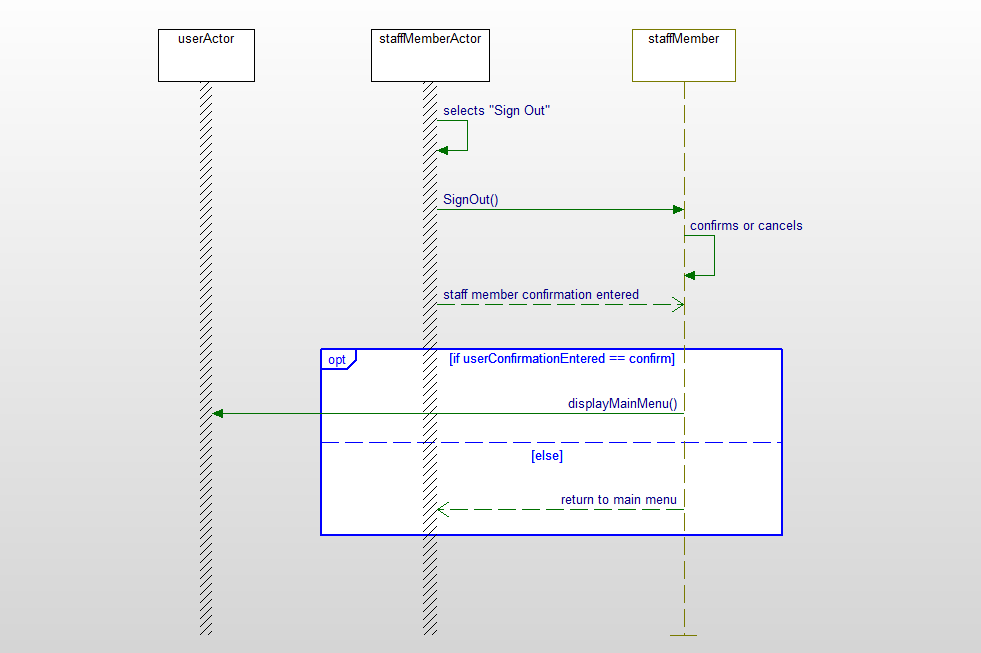 userActor
staffMemberActor
staffMember
selects "Sign Out"
SignOut()
confirms or cancels
staff member confirmation entered
opt
[if userConfirmationEntered == confirm]
displayMainMenu()
[else]
return to main menu